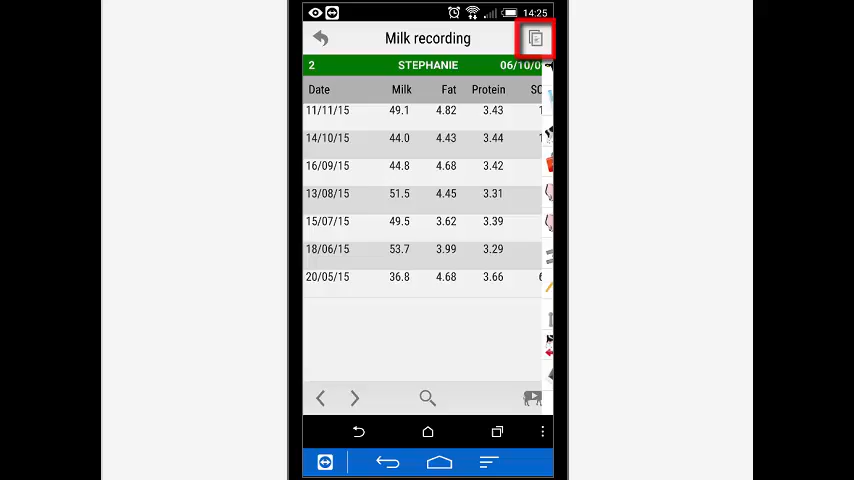 14:25
Milk recording
2 STEPHANIE 06/10/0
Date Milk Fat Protein SC
11/11/15 49.1 4.82 3.43 1
14/10/15 44.0 4.43 3.44 1
16/09/15 44.8 4.68 3.42
13/08/15 51.5 4.45 3.31
15/07/15 49.5 3.62 3.39
18/06/15 53.7 3.99 3.29
20/05/15 36.8 4.68 3.66 6